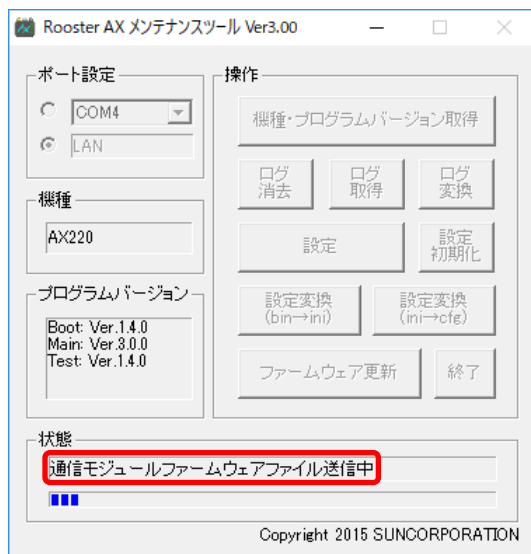 Rooster AX メンテナンスツール Ver3.00
ポート設定
COM4
LAN
機種
AX220
プログラムバージョン
Boot: Ver.1.4.0
Main: Ver.3.0.0
Test: Ver.1.4.0
操作
機種・プログラムバージョン取得
ログ
消去
ログ
取得
ログ
変換
設定
設定
初期化
設定変換
(bin→ini)
設定変換
(ini→cfg)
ファームウェア更新
終了
状態
通信モジュールファームウェアファイル送信中
Copyright 2015 SUNCORPORATION